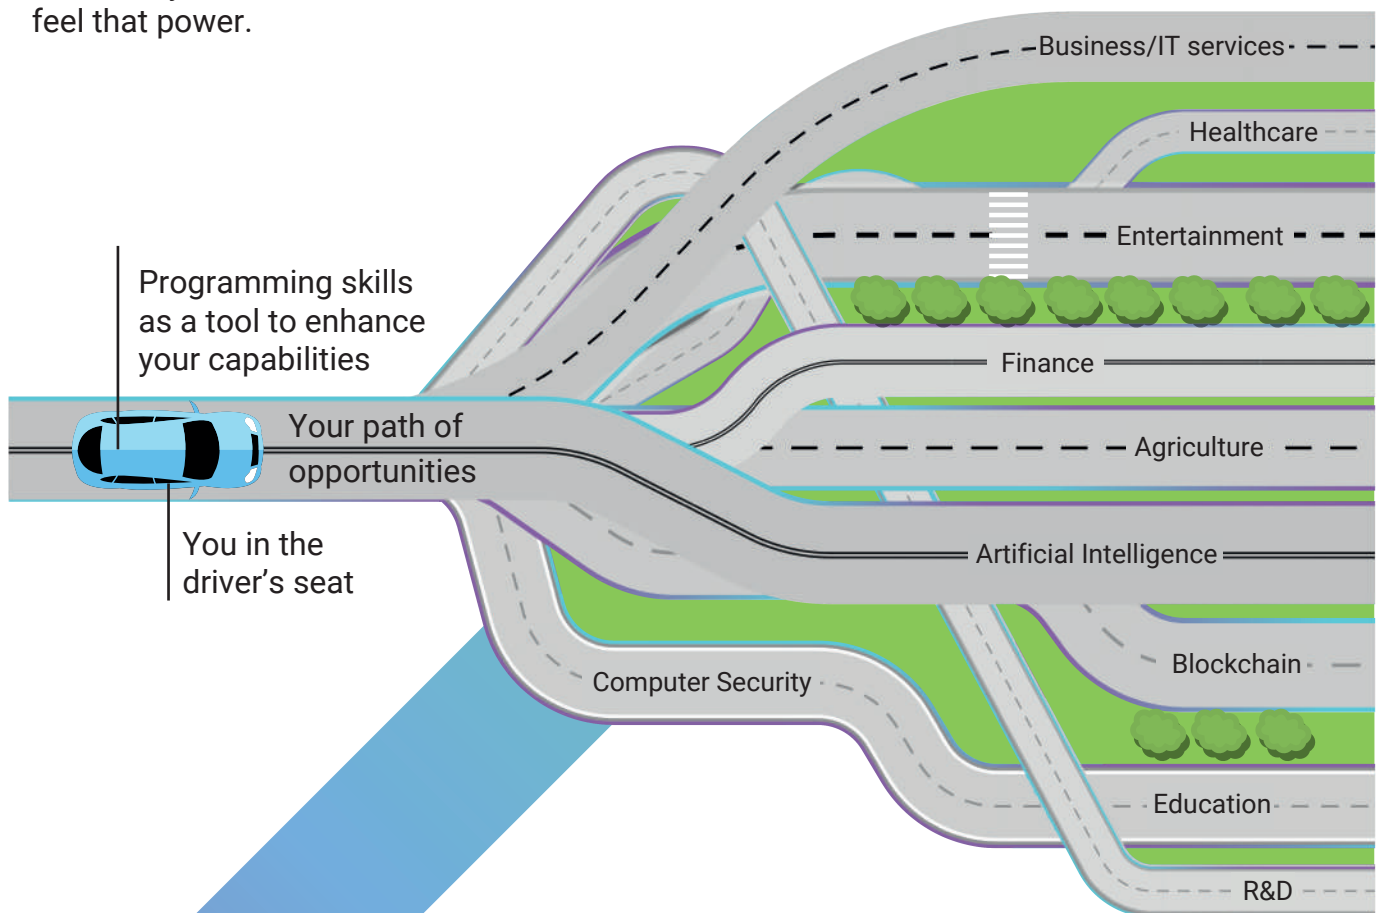 feel that power.
Business/IT services
Healthcare
Entertainment
Programming skills
as a tool to enhance
your capabilities
Finance
Your path of
opportunities
Agriculture
You in the
driver’s seat
Artificial Intelligence
Blockchain
Computer Security
Education
R&D